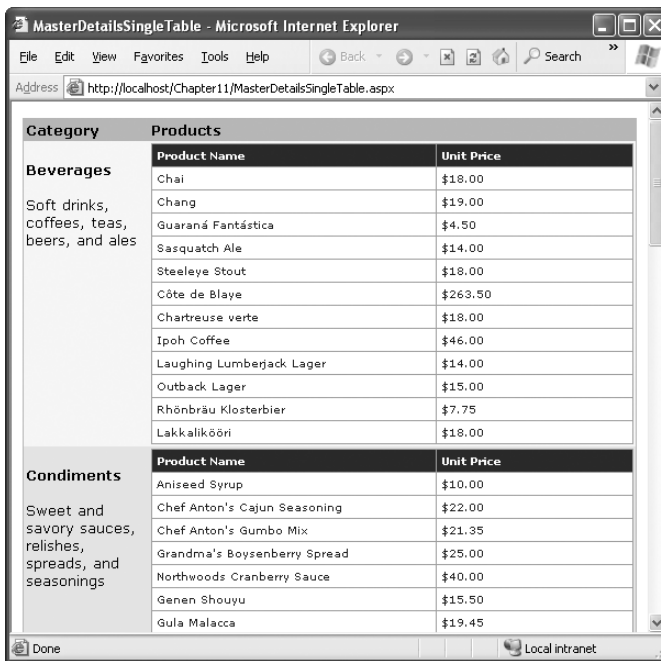 MasterDetailsSingleTable - Microsoft Internet Explorer
File Edit View Favorites Tools Help Back Search »
Address http://localhost/Chapter11/MasterDetailsSingleTable.aspx
Category Products
Beverages
Soft drinks,
coffees, teas,
beers, and ales
Product Name Unit Price
Chai $18.00
Chang $19.00
Guaraná Fantástica $4.50
Sasquatch Ale $14.00
Steeleye Stout $18.00
Côte de Blaye $263.50
Chartreuse verte $18.00
Ipoh Coffee $46.00
Laughing Lumberjack Lager $14.00
Outback Lager $15.00
Rhönbräu Klosterbier $7.75
Lakkalikööri $18.00
Condiments
Sweet and
savory sauces,
relishes,
spreads, and
seasonings
Product Name Unit Price
Aniseed Syrup $10.00
Chef Anton's Cajun Seasoning $22.00
Chef Anton's Gumbo Mix $21.35
Grandma's Boysenberry Spread $25.00
Northwoods Cranberry Sauce $40.00
Genen Shouyu $15.50
Gula Malacca $19.45
Done Local intranet